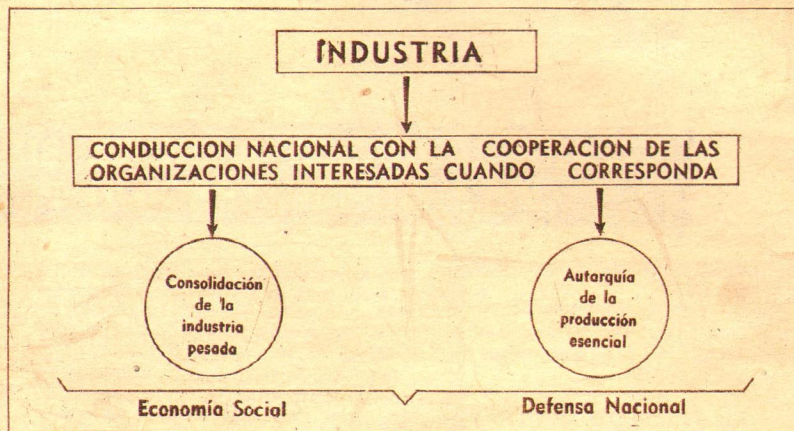 INDUSTRIA
CONDUCCION NACIONAL CON LA COOPERACION DE LAS
ORGANIZACIONES INTERESADAS CUANDO CORRESPONDA
Consolidación
de la
industria
pesada
Autarquía
de la
producción
esencial
Economía Social
Defensa Nacional